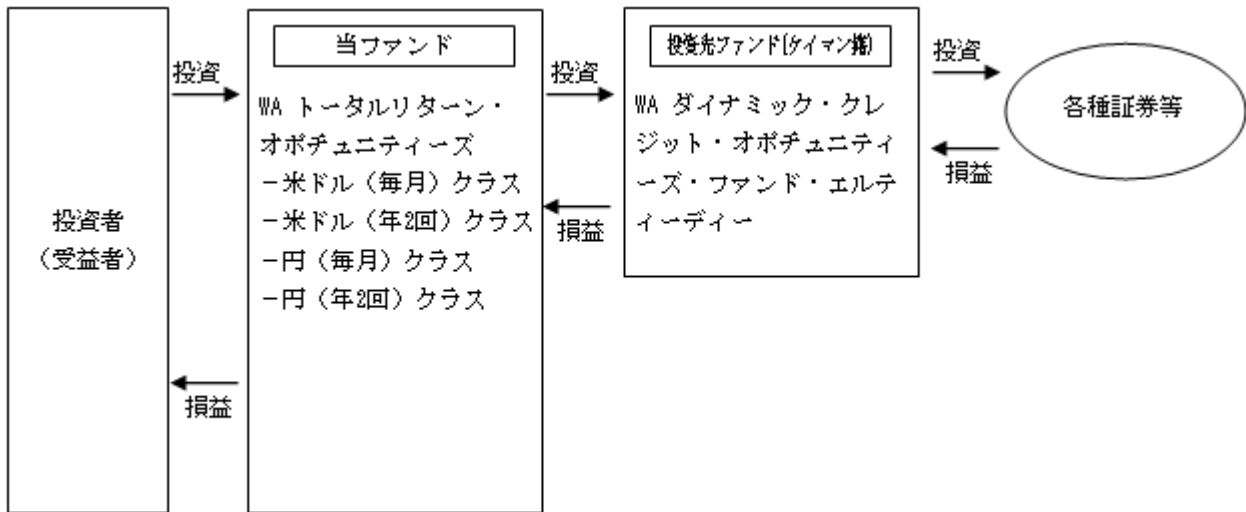 投資者
(受益者)
投資
損益
当ファンド
WA トータルリターン・
オポチュニティーズ
-米ドル(毎月)クラス
-米ドル(年2回)クラス
-円(毎月)クラス
-円(年2回)クラス
投資
損益
投資先ファンド(ケイマン籍)
WA ダイナミック・クレ
ジット・オポチュニティ
ーズ・ファンド・エルテ
ィーディー
投資
損益
各種証券等